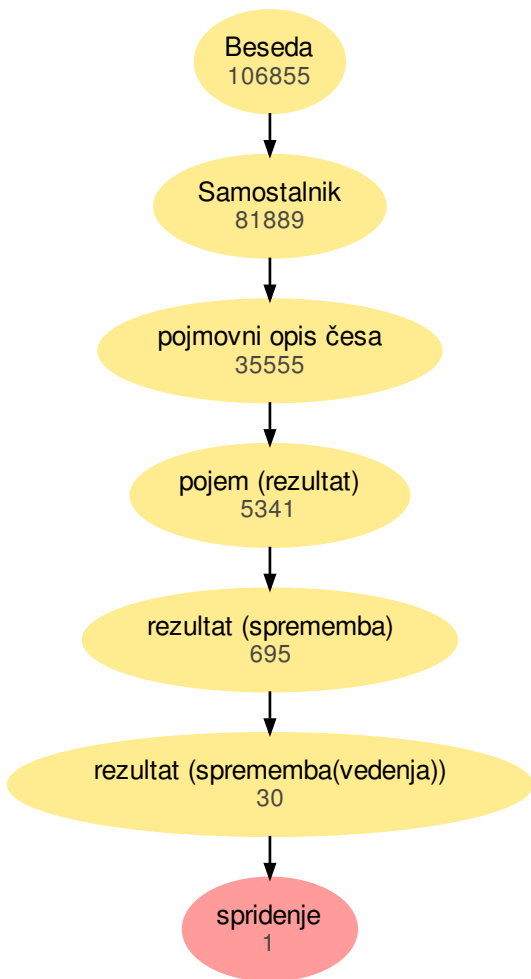 Beseda
106855
Samostalnik
81889
pojmovni opis česa
35555
pojem (rezultat)
5341
rezultat (sprememba)
695
rezultat (sprememba(vedenja))
30
spridenje
1